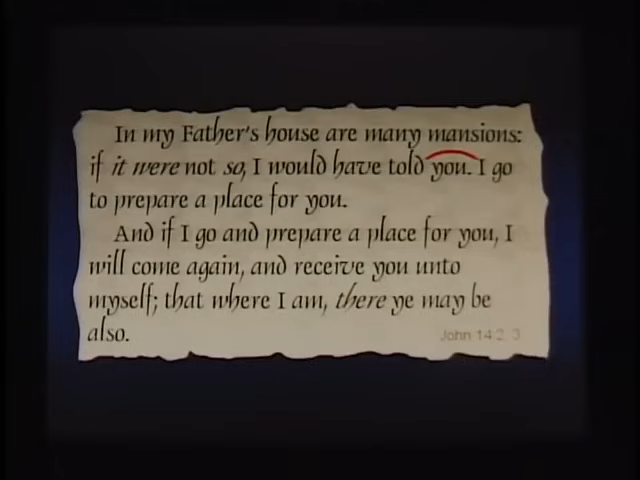 In my Father's house are many mansions:
if it were not so, I would have told you. I go
to prepare a place for you.
And if I go and prepare a place for you, I
will come again, and receive you unto
myself; that where I am, there ye may be
also.
John 14:2, 3